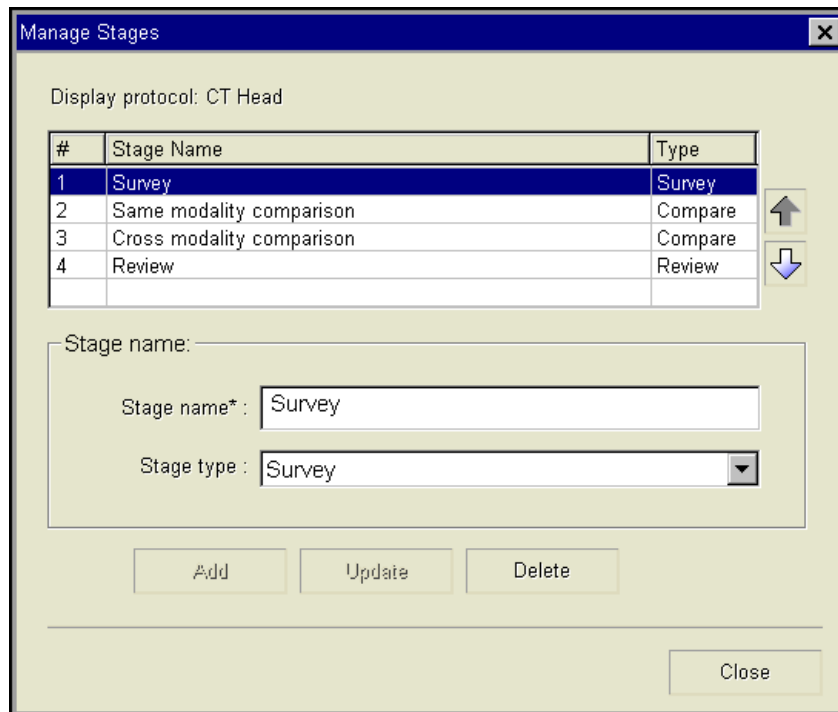 Manage Stages
Display protocol: CT Head
# Stage Name Type
1 Survey Survey
2 Same modality comparison Compare
3 Cross modality comparison Compare
4 Review Review
Stage name:
Stage name* : Survey
Stage type : Survey
Add Update Delete
Close